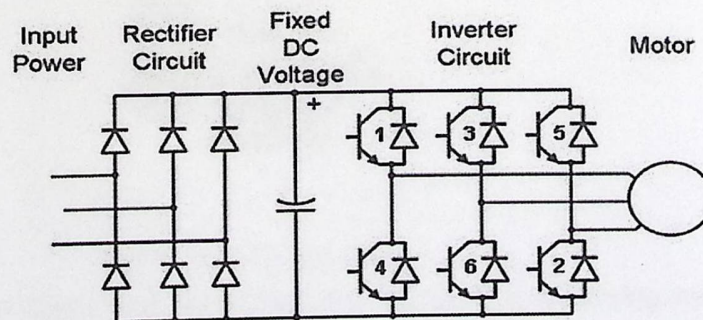 Input
Power
Rectifier
Circuit
Fixed
DC
Voltage
+
Inverter
Circuit
Motor
1
3
5
4
6
2